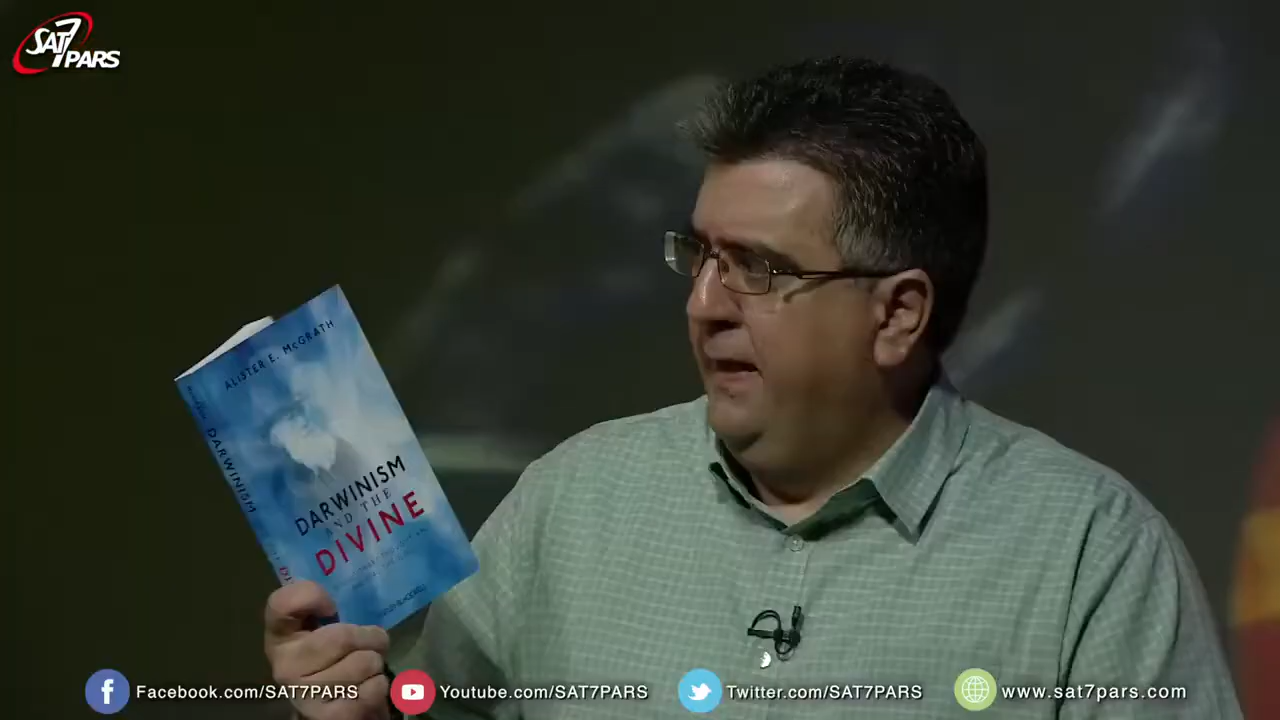 SAT7PARS
ALISTER E. McGRATH
DARWINISM
AND THE
DIVINE
DARWINISM
Facebook.com/SAT7PARS
Youtube.com/SAT7PARS
Twitter.com/SAT7PARS
www.sat7pars.com